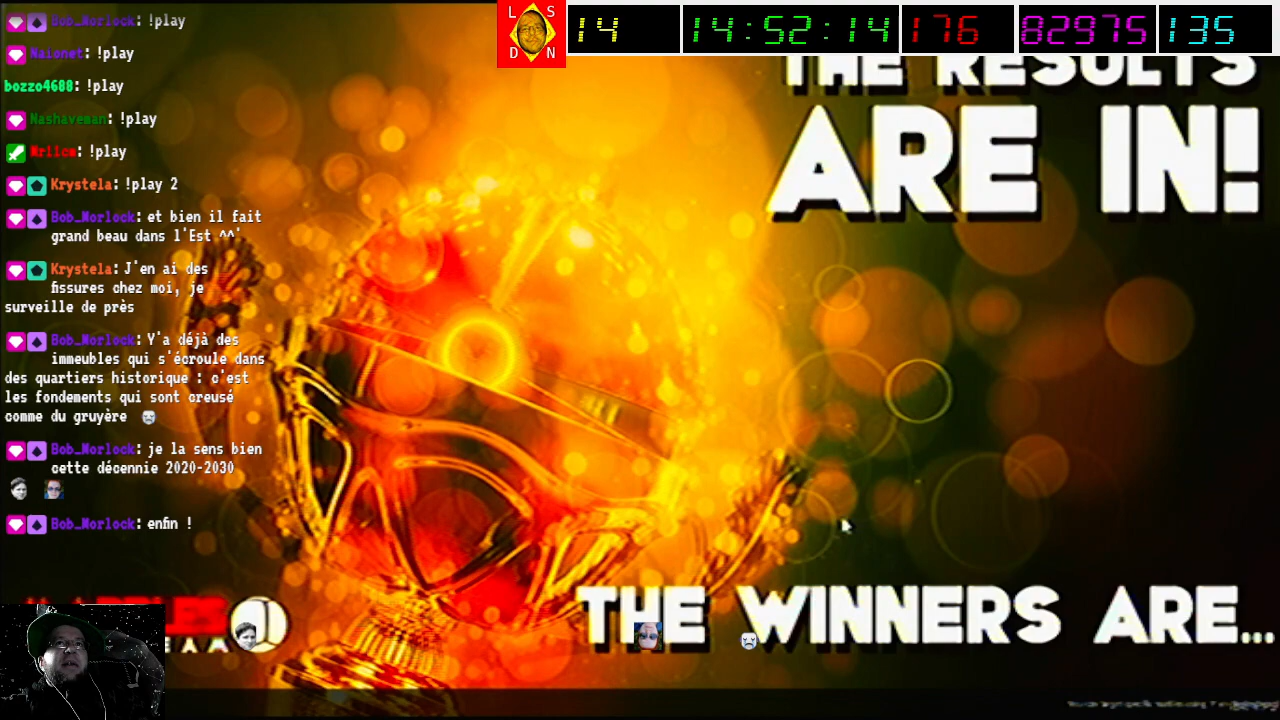 Bob_Morlock: !play
Naionet: !play
bozzo4688: !play
Nashaveman: !play
: !play
Krystela: !play 2
Bob_Morlock: et bien il fait
grand beau dans l'Est ^^'
Krystela: J'en ai des
fissures chez moi, je
surveille de près
Bob_Morlock: Y'a déjà des
immeubles qui s'écroule dans
des quartiers historique : c'est
les fondements qui sont creusé
comme du gruyère
Bob_Morlock: je la sens bien
cette décennie 2020-2030
Bob_Morlock: enfin !
L S
D N
14
14:52:14
176
82975
135
THE RESULTS
ARE IN!
THE WINNERS ARE...